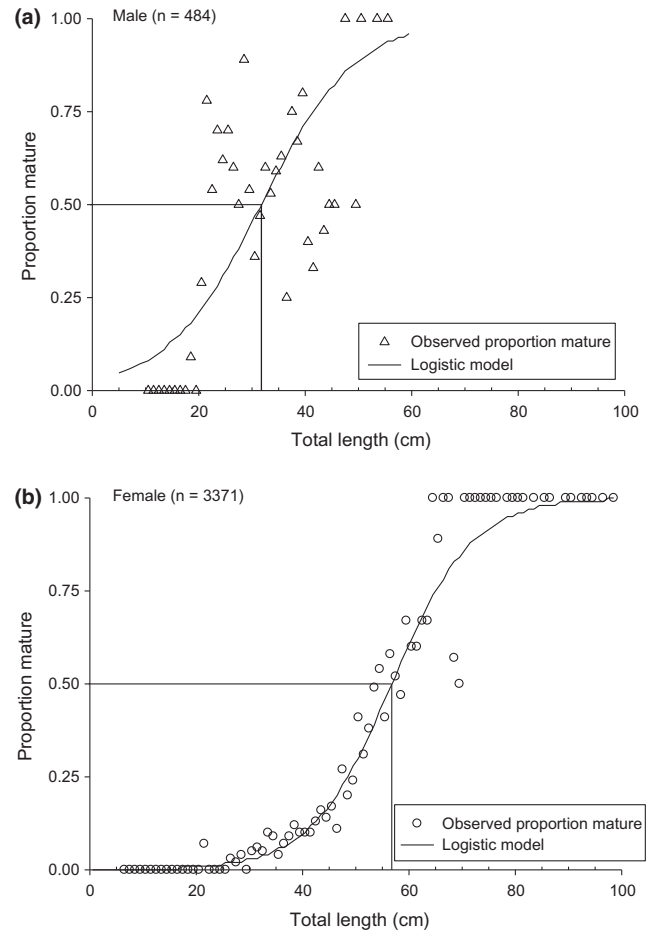 (a)
Male (n = 484)
1.00
0.75
0.50
0.25
0.00
Proportion mature
Observed proportion mature
Logistic model
0 20 40 60 80 100
Total length (cm)
(b)
Female (n = 3371)
1.00
0.75
0.50
0.25
0.00
Proportion mature
Observed proportion mature
Logistic model
0 20 40 60 80 100
Total length (cm)